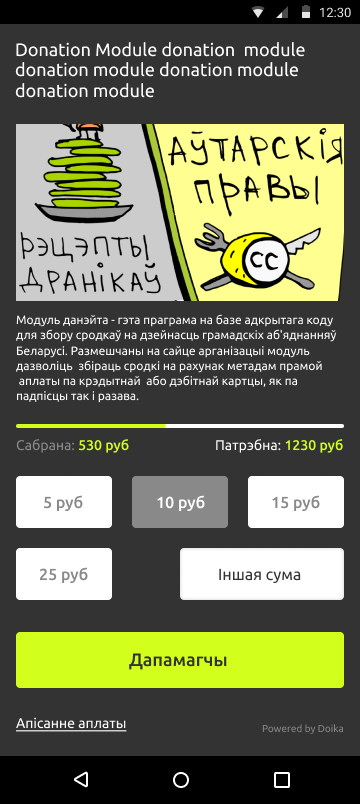 12:30
Donation Module donation  module
donation module donation module
donation module
АЎТАРСКІЯ
ПРАВЫ
РЭЦЭПТЫ
ДРАНІКАЎ
CC
Модуль данэйта - гэта праграма на базе адкрытага коду
для збору сродкаў на дзейнасць грамадскіх аб'яднанняў
Беларусі. Размешчаны на сайце арганізацыі модуль
дазволіць  збіраць сродкі на рахунак метадам прамой
аплаты па крэдытнай  або дэбітнай картцы, як па
падпісцы так і разава.
Сабрана: 530 руб
Патрэбна: 1230 руб
5 руб
10 руб
15 руб
25 руб
Іншая сума
Дапамагчы
Апісанне аплаты
Powered by Doika